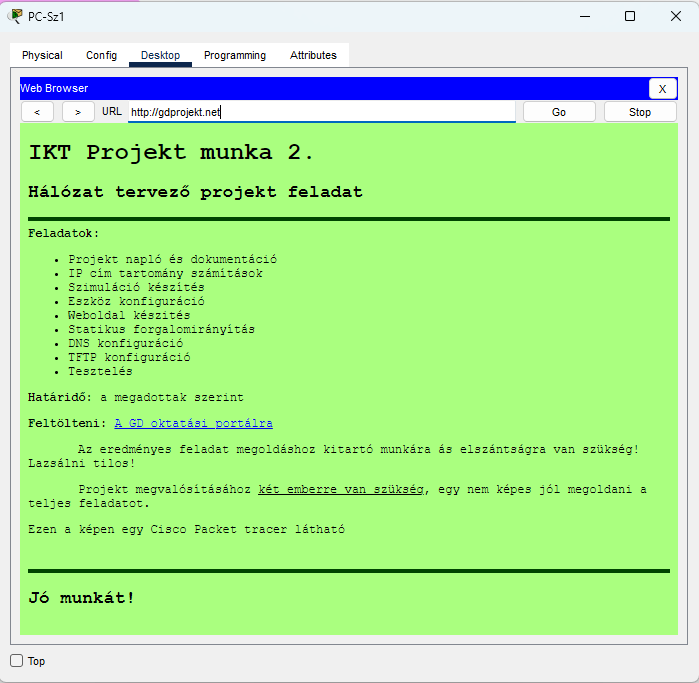 PC-Sz1
Physical Config Desktop Programming Attributes
Web Browser X
< > URL http://gdprojekt.net Go Stop
IKT Projekt munka 2.
Hálózat tervező projekt feladat
Feladatok:
• Projekt napló és dokumentáció
• IP cím tartomány számítások
• Szimuláció készítés
• Eszköz konfiguráció
• Weboldal készités
• Statikus forgalomirányítás
• DNS konfiguráció
• TFTP konfiguráció
• Tesztelés
Határidő: a megadottak szerint
Feltölteni: A GD oktatási portálra
Az eredményes feladat megoldáshoz kitartó munkára ás elszántságra van szükség!
Lazsálni tilos!
Projekt megvalósításához két emberre van szükség, egy nem képes jól megoldani a
teljes feladatot.
Ezen a képen egy Cisco Packet tracer látható
Jó munkát!
Top